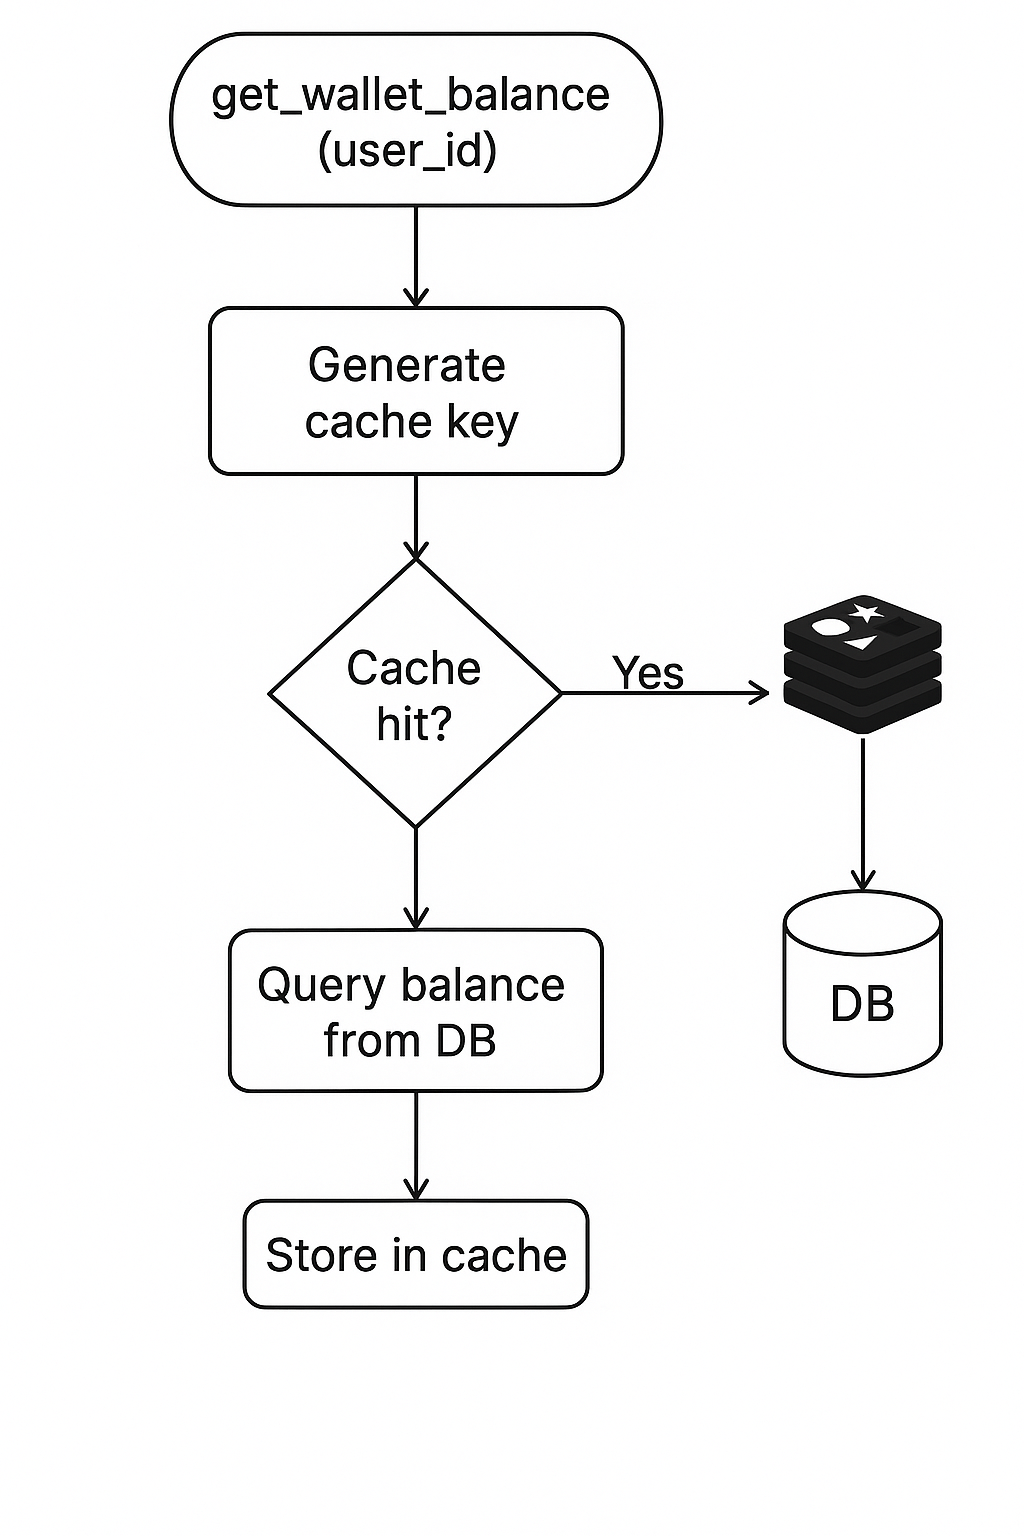 get_wallet_balance
(user_id)
Generate
cache key
Cache
hit?
Yes
Query balance
from DB
DB
Store in cache